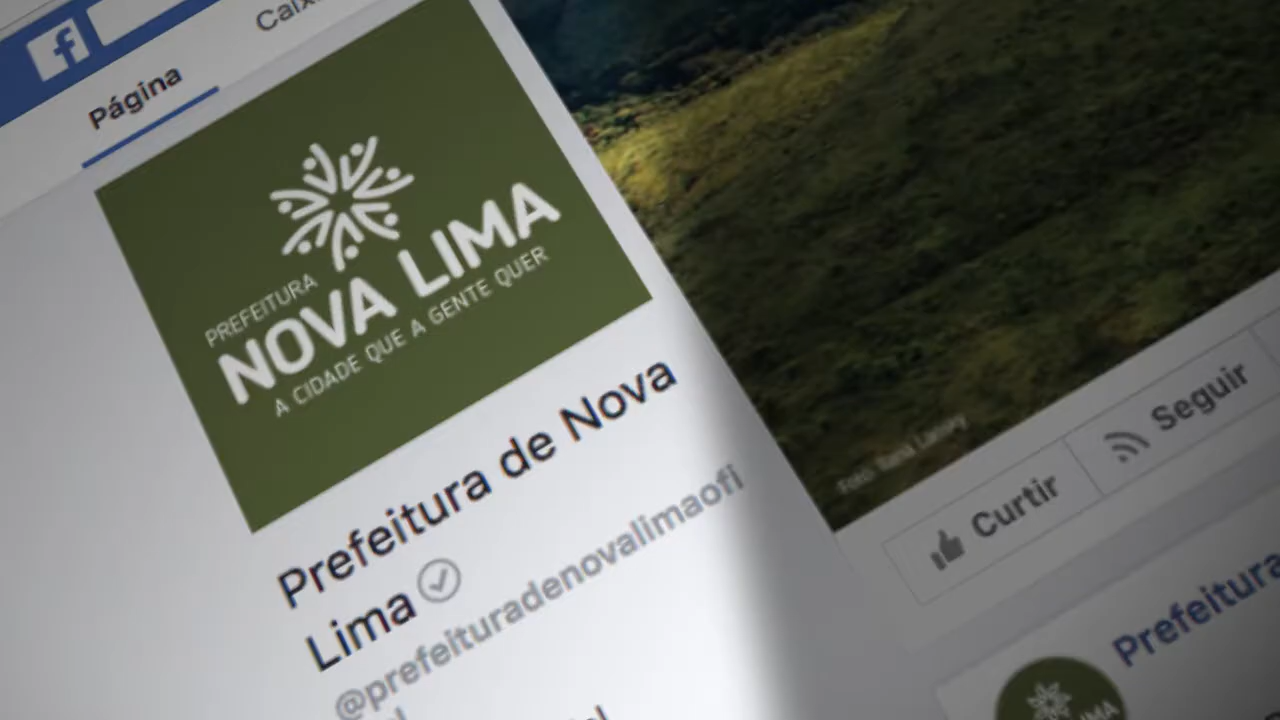 f
Página
PREFEITURA
NOVA LIMA
A CIDADE QUE A GENTE QUER
Prefeitura de Nova
Lima
@prefeituradenovalimaofi
Curtir
Seguir
Prefeitura